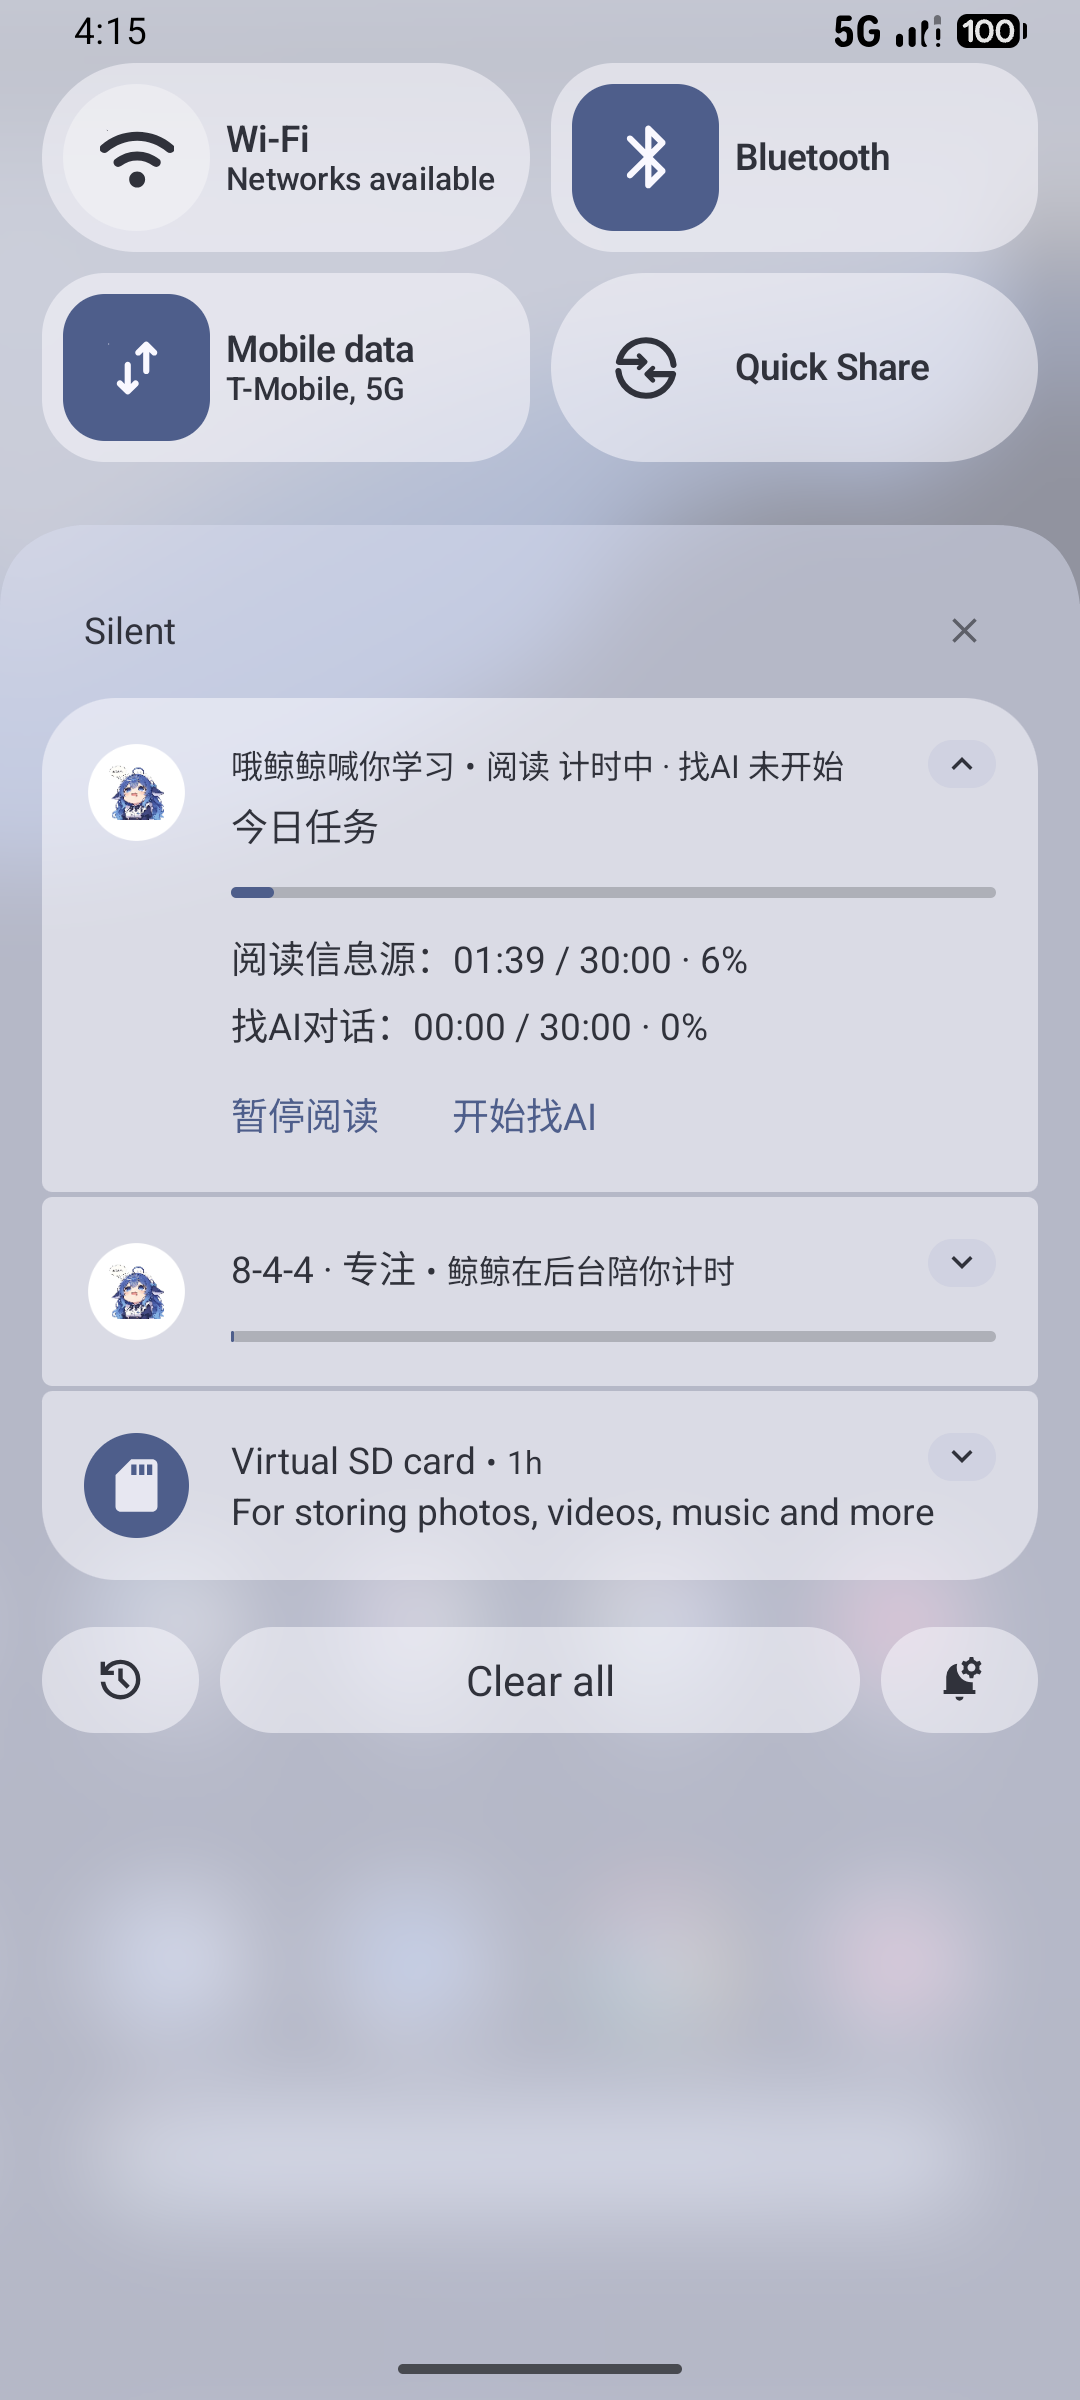 4:15
5G
100
Wi-Fi
Networks available
Bluetooth
Mobile data
T-Mobile, 5G
Quick Share
Silent
哦鲸鲸喊你学习 • 阅读 计时中 · 找AI 未开始
今日任务
阅读信息源：01:39 / 30:00 · 6%
找AI对话：00:00 / 30:00 · 0%
暂停阅读 开始找AI
8-4-4 · 专注 • 鲸鲸在后台陪你计时
Virtual SD card • 1h
For storing photos, videos, music and more
Clear all